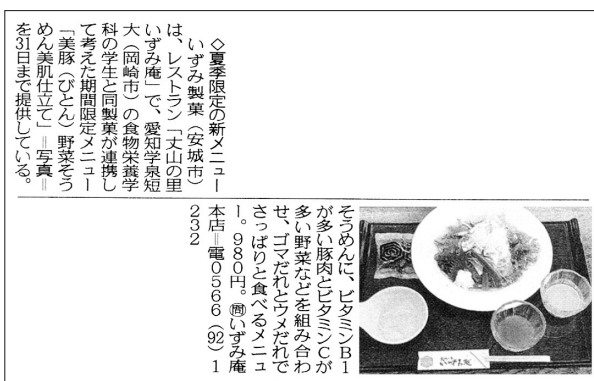 ◇夏季限定の新メニュー
いずみ製菓（安城市）
は、レストラン「丈山の里
いずみ庵」で、愛知学泉短
大（岡崎市）の食物栄養学
科の学生と同製菓が連携し
て考えた期間限定メニュー
「美豚（びとん）野菜そう
めん美肌仕立て」＝写真＝
を31日まで提供している。
そうめんに、ビタミンB1
が多い豚肉とビタミンCが
多い野菜などを組み合わ
せ、ゴマだれとウメだれで
さっぱりと食べるメニュ
ー。980円。㉄いずみ庵
本店＝電0566（92）1
232